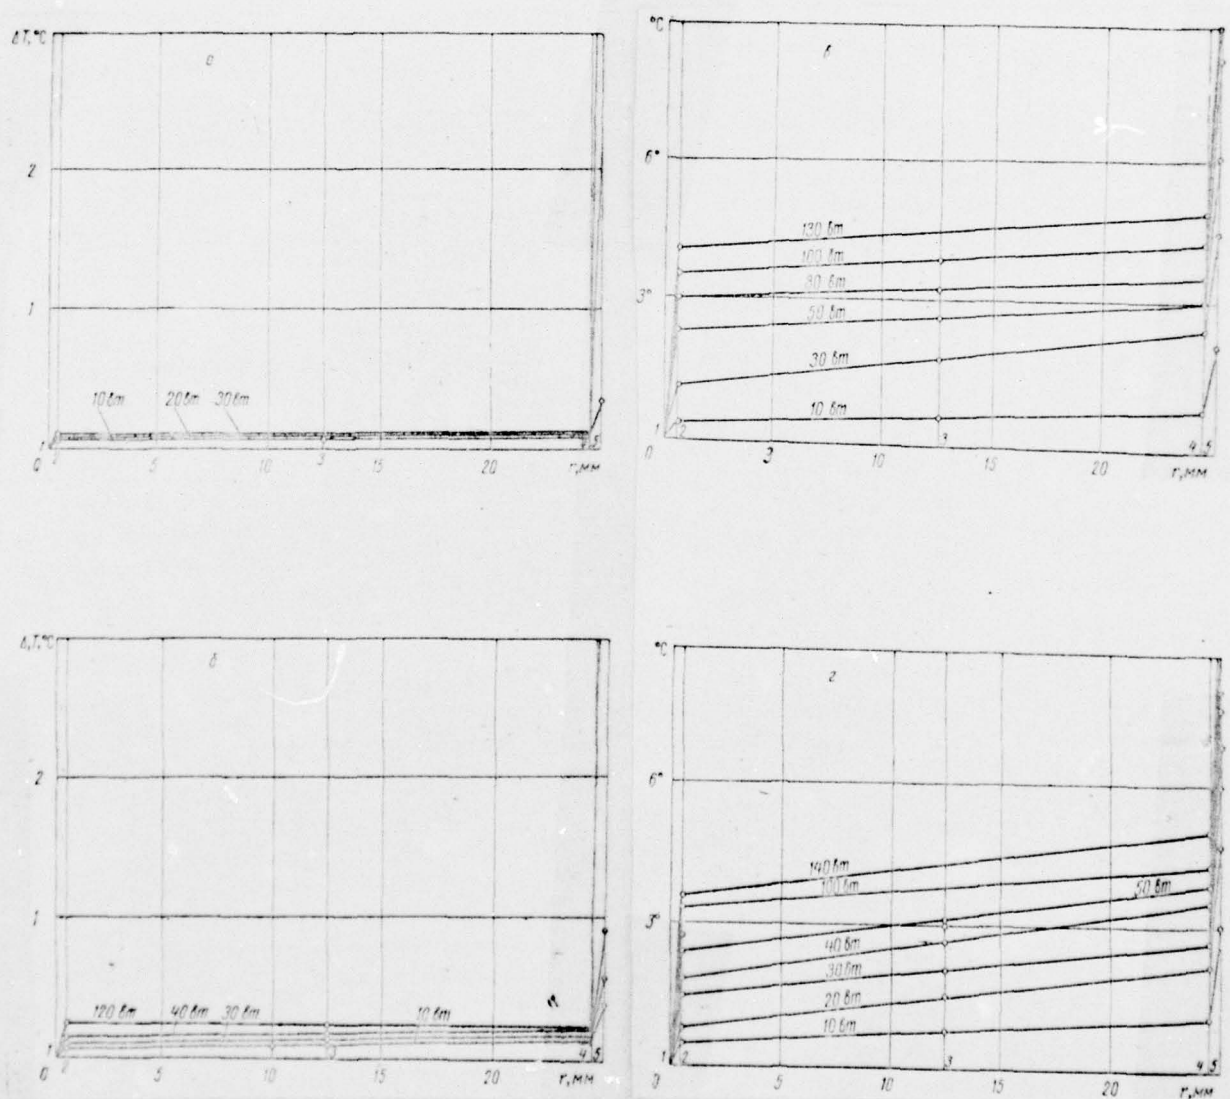 ΔT,°C
а
2
1
10 вт 20 вт 30 вт
1 5
0 5 10 3 15 20 r,мм
°C
в
6°
130 вт
100 вт
80 вт
3°
50 вт
30 вт
10 вт
1 2 3 4 5
0 10 15 20 r,мм
Δ,T,°C
б
2
1
120 вт 40 вт 30 вт 10 вт
1 4 5
0 5 10 15 20 r,мм
°C
г
6°
140 вт
100 вт 50 вт
3°
40 вт
30 вт
20 вт
10 вт
1 2 3 4 5
0 5 10 15 20 r,мм